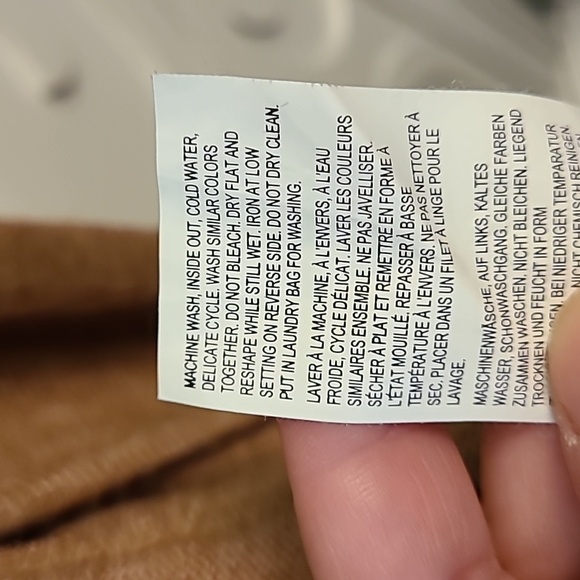 MACHINE WASH, INSIDE OUT, COLD WATER,
DELICATE CYCLE. WASH SIMILAR COLORS
TOGETHER. DO NOT BLEACH. DRY FLAT AND
RESHAPE WHILE STILL WET. IRON AT LOW
SETTING ON REVERSE SIDE. DO NOT DRY CLEAN.
PUT IN LAUNDRY BAG FOR WASHING.
LAVER À LA MACHINE, À L'ENVERS, À L'EAU
FROIDE, CYCLE DÉLICAT. LAVER LES COULEURS
SIMILAIRES ENSEMBLE. NE PAS JAVELLISER.
SÉCHER À PLAT ET REMETTRE EN FORME À
L'ÉTAT MOUILLÉ. REPASSER À BASSE
TEMPÉRATURE À L'ENVERS. NE PAS NETTOYER À
SEC. PLACER DANS UN FILET À LINGE POUR LE
LAVAGE.
MASCHINENWÄSCHE, AUF LINKS, KALTES
WASSER, SCHONWASCHGANG, GLEICHE FARBEN
ZUSAMMEN WASCHEN. NICHT BLEICHEN. LIEGEND
TROCKNEN UND FEUCHT IN FORM
BEI NIEDRIGER TEMPERATUR
NICHT CHEMISCH REINIGEN.